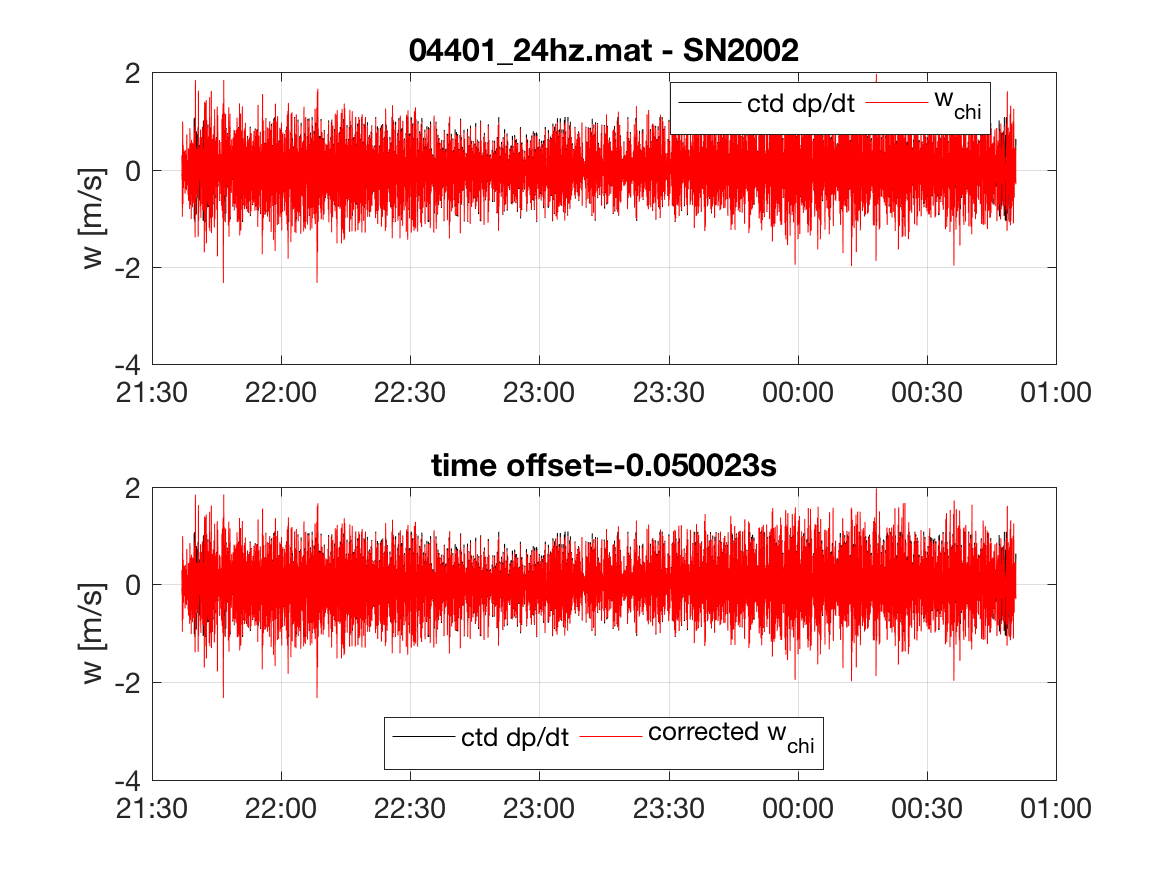 04401_24hz.mat - SN2002
2
0
-2
-4
w [m/s]
ctd dp/dt
w_chi
21:30 22:00 22:30 23:00 23:30 00:00 00:30 01:00
time offset=-0.050023s
2
0
-2
-4
w [m/s]
ctd dp/dt
corrected w_chi
21:30 22:00 22:30 23:00 23:30 00:00 00:30 01:00